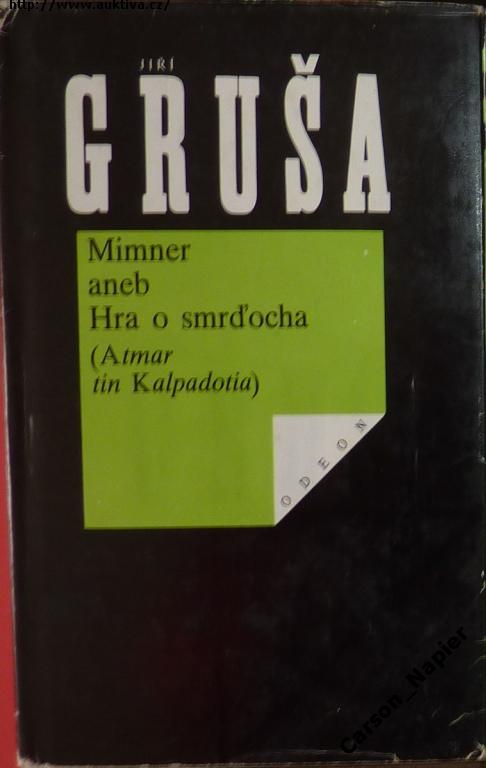 http://www.auktiva.cz/
JIŘÍ
GRUŠA
Mimner
aneb
Hra o smrďocha
(Atmar
tin Kalpadotia)
ODEON
Carson_Napier